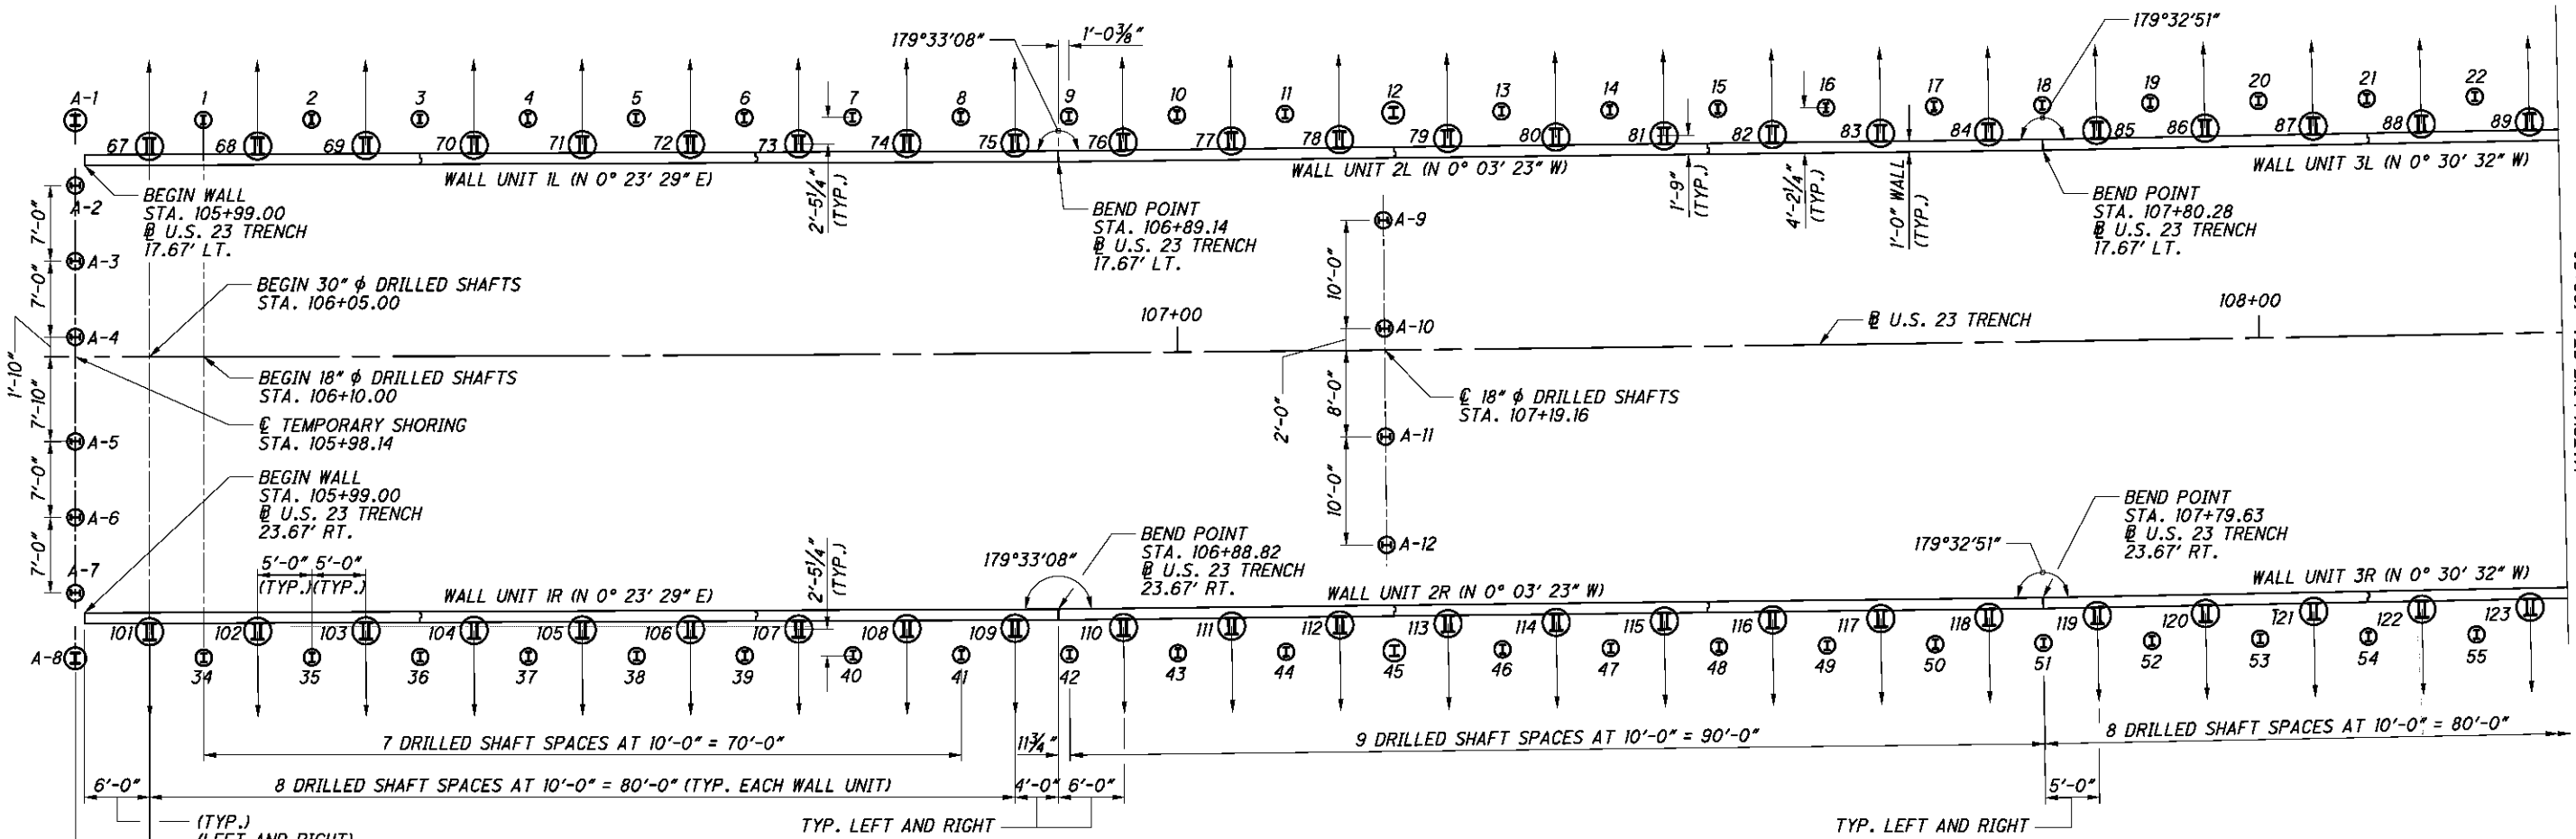 179°33'08"
1'-0⅜"
179°32'51"
A-1
1
2
3
4
5
6
7
8
9
10
11
12
13
14
15
16
17
18
19
20
21
22
67
68
69
70
71
72
73
74
75
76
77
78
79
80
81
82
83
84
85
86
87
88
89
WALL UNIT 1L (N 0° 23' 29" E)
WALL UNIT 2L (N 0° 03' 23" W)
WALL UNIT 3L (N 0° 30' 32" W)
2'-5¼"
(TYP.)
1'-9"
(TYP.)
4'-2¼"
(TYP.)
1'-0" WALL
(TYP.)
BEGIN WALL
STA. 105+99.00
℄ U.S. 23 TRENCH
17.67' LT.
BEND POINT
STA. 106+89.14
℄ U.S. 23 TRENCH
17.67' LT.
BEND POINT
STA. 107+80.28
℄ U.S. 23 TRENCH
17.67' LT.
A-2
7'-0"
A-3
7'-0"
A-4
1'-10"
BEGIN 30" ϕ DRILLED SHAFTS
STA. 106+05.00
BEGIN 18" ϕ DRILLED SHAFTS
STA. 106+10.00
℄ TEMPORARY SHORING
STA. 105+98.14
107+00
A-9
10'-0"
A-10
2'-0"
8'-0"
A-11
10'-0"
A-12
℄ U.S. 23 TRENCH
108+00
℄ 18" ϕ DRILLED SHAFTS
STA. 107+19.16
7'-10"
A-5
7'-0"
A-6
7'-0"
A-7
A-8
BEGIN WALL
STA. 105+99.00
℄ U.S. 23 TRENCH
23.67' RT.
5'-0"
5'-0"
(TYP.)
(TYP.)
2'-5¼"
(TYP.)
179°33'08"
BEND POINT
STA. 106+88.82
℄ U.S. 23 TRENCH
23.67' RT.
179°32'51"
BEND POINT
STA. 107+79.63
℄ U.S. 23 TRENCH
23.67' RT.
WALL UNIT 1R (N 0° 23' 29" E)
WALL UNIT 2R (N 0° 03' 23" W)
WALL UNIT 3R (N 0° 30' 32" W)
101
102
103
104
105
106
107
108
109
110
111
112
113
114
115
116
117
118
119
120
121
122
123
34
35
36
37
38
39
40
41
42
43
44
45
46
47
48
49
50
51
52
53
54
55
7 DRILLED SHAFT SPACES AT 10'-0" = 70'-0"
11¾"
9 DRILLED SHAFT SPACES AT 10'-0" = 90'-0"
8 DRILLED SHAFT SPACES AT 10'-0" = 80'-0"
6'-0"
8 DRILLED SHAFT SPACES AT 10'-0" = 80'-0" (TYP. EACH WALL UNIT)
4'-0"
6'-0"
5'-0"
(TYP.)
(LEFT AND RIGHT)
TYP. LEFT AND RIGHT
TYP. LEFT AND RIGHT